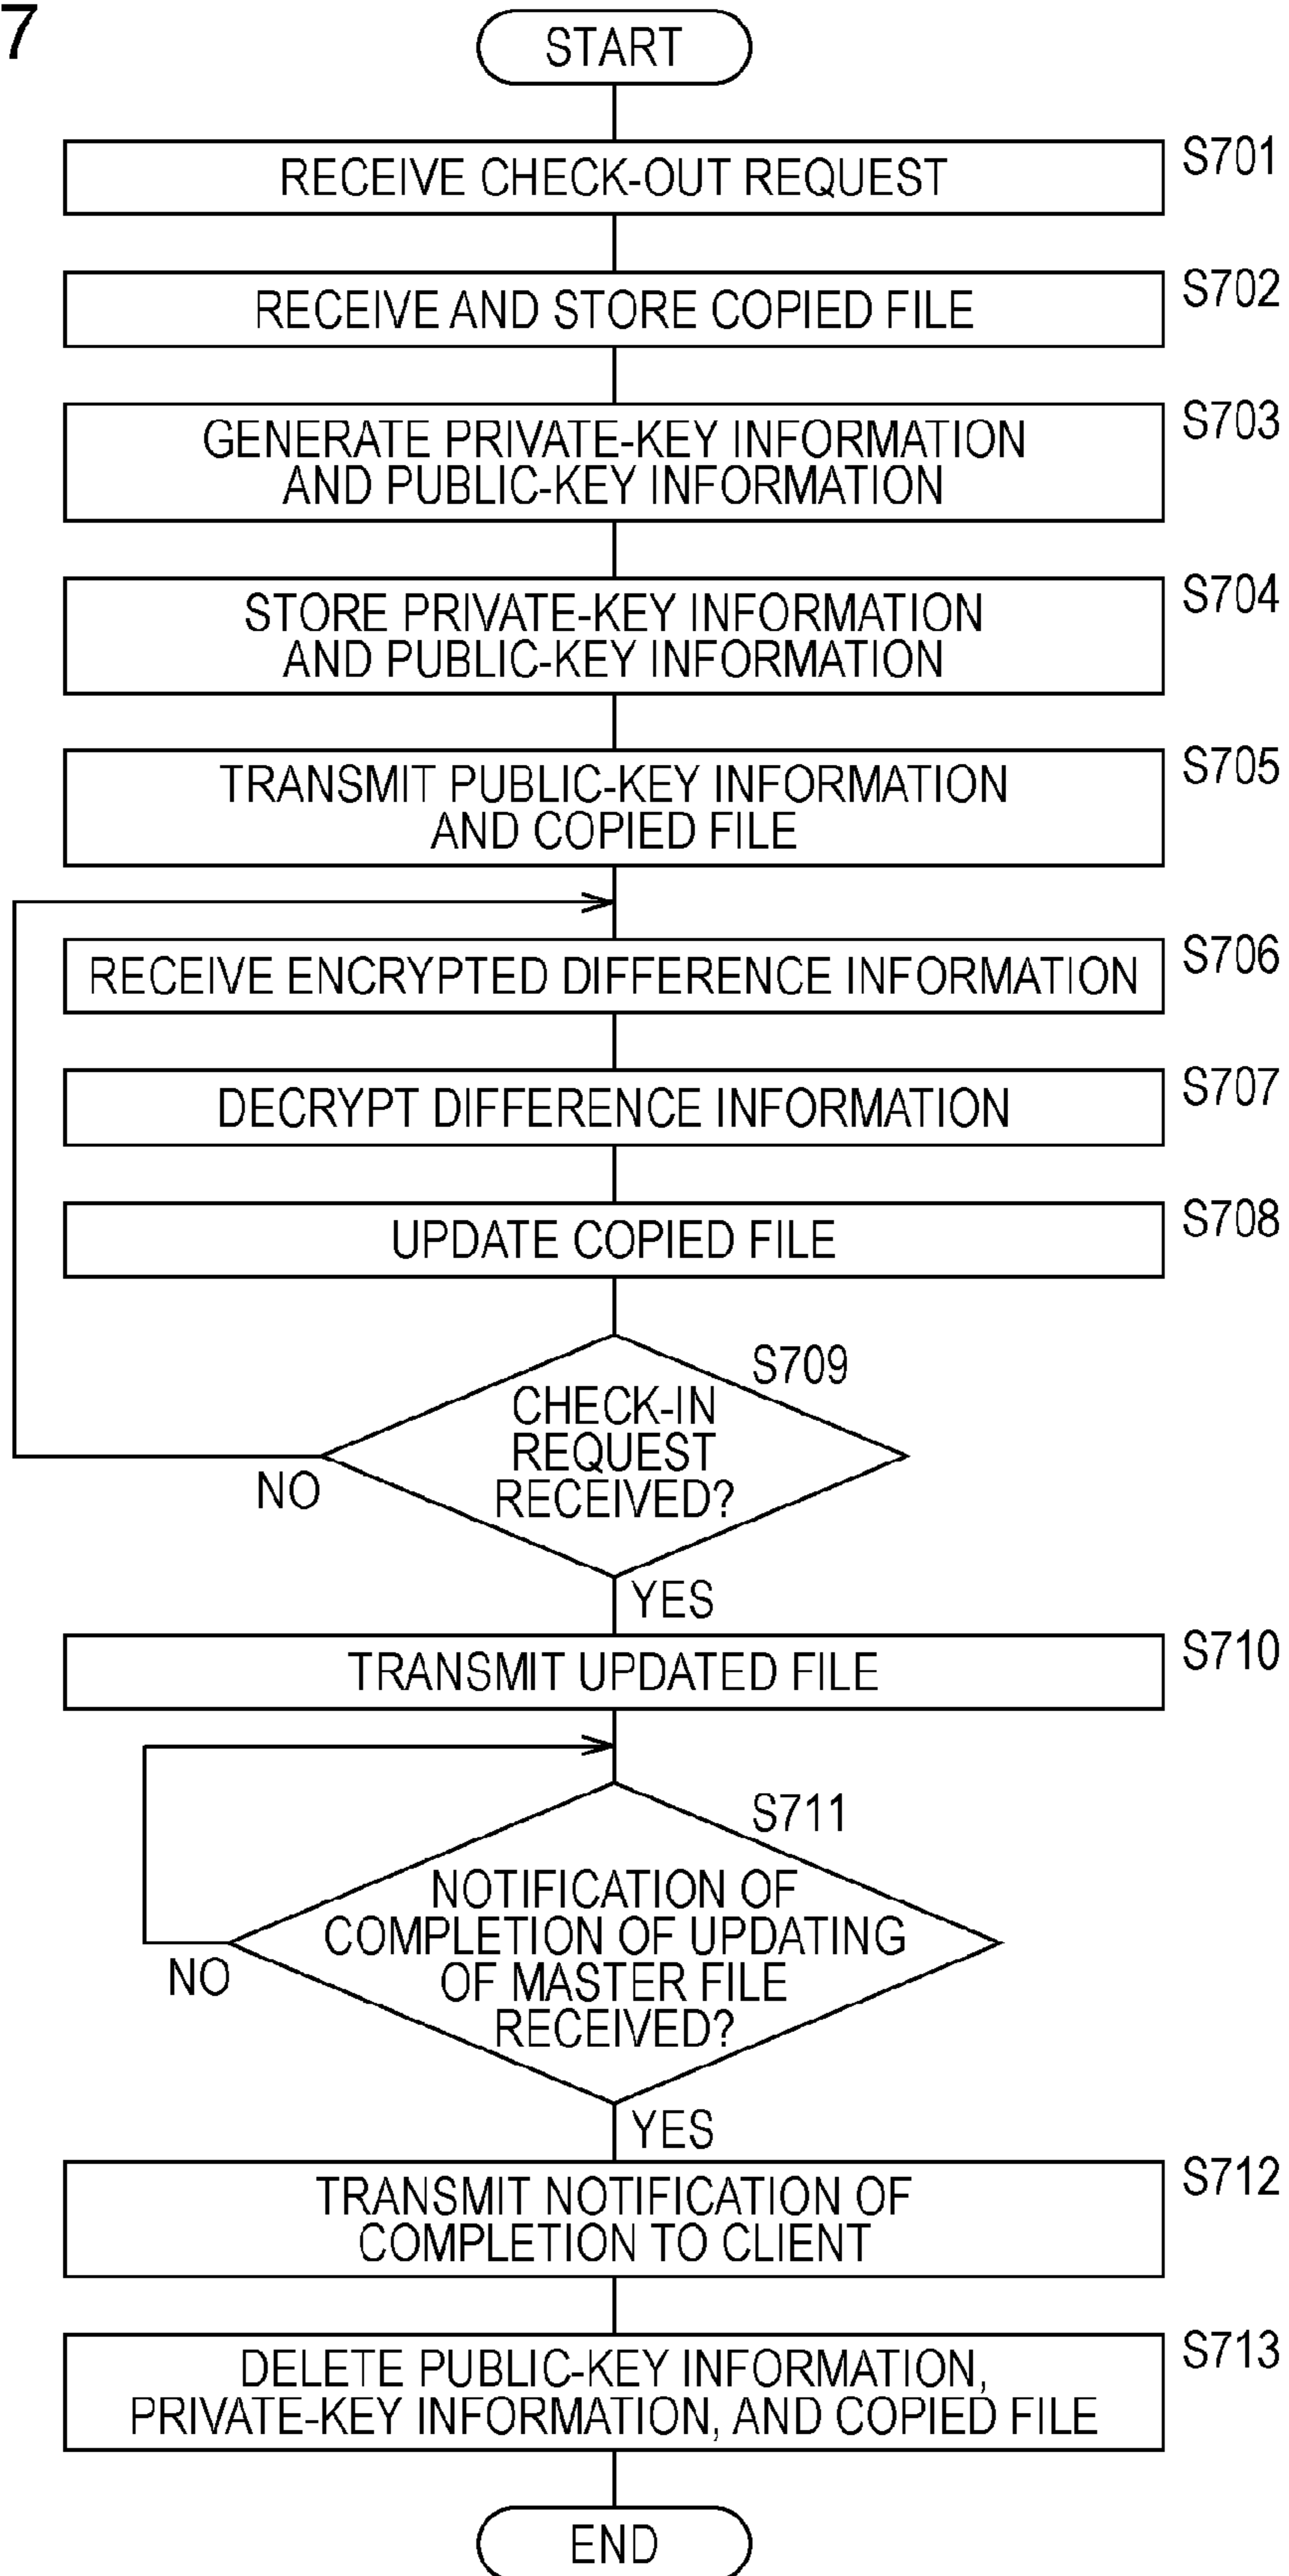 7
START
RECEIVE CHECK-OUT REQUEST
S701
RECEIVE AND STORE COPIED FILE
S702
GENERATE PRIVATE-KEY INFORMATION
AND PUBLIC-KEY INFORMATION
S703
STORE PRIVATE-KEY INFORMATION
AND PUBLIC-KEY INFORMATION
S704
TRANSMIT PUBLIC-KEY INFORMATION
AND COPIED FILE
S705
RECEIVE ENCRYPTED DIFFERENCE INFORMATION
S706
DECRYPT DIFFERENCE INFORMATION
S707
UPDATE COPIED FILE
S708
S709
CHECK-IN
REQUEST
RECEIVED?
NO
YES
TRANSMIT UPDATED FILE
S710
S711
NOTIFICATION OF
COMPLETION OF UPDATING
OF MASTER FILE
RECEIVED?
NO
YES
TRANSMIT NOTIFICATION OF
COMPLETION TO CLIENT
S712
DELETE PUBLIC-KEY INFORMATION,
PRIVATE-KEY INFORMATION, AND COPIED FILE
S713
END